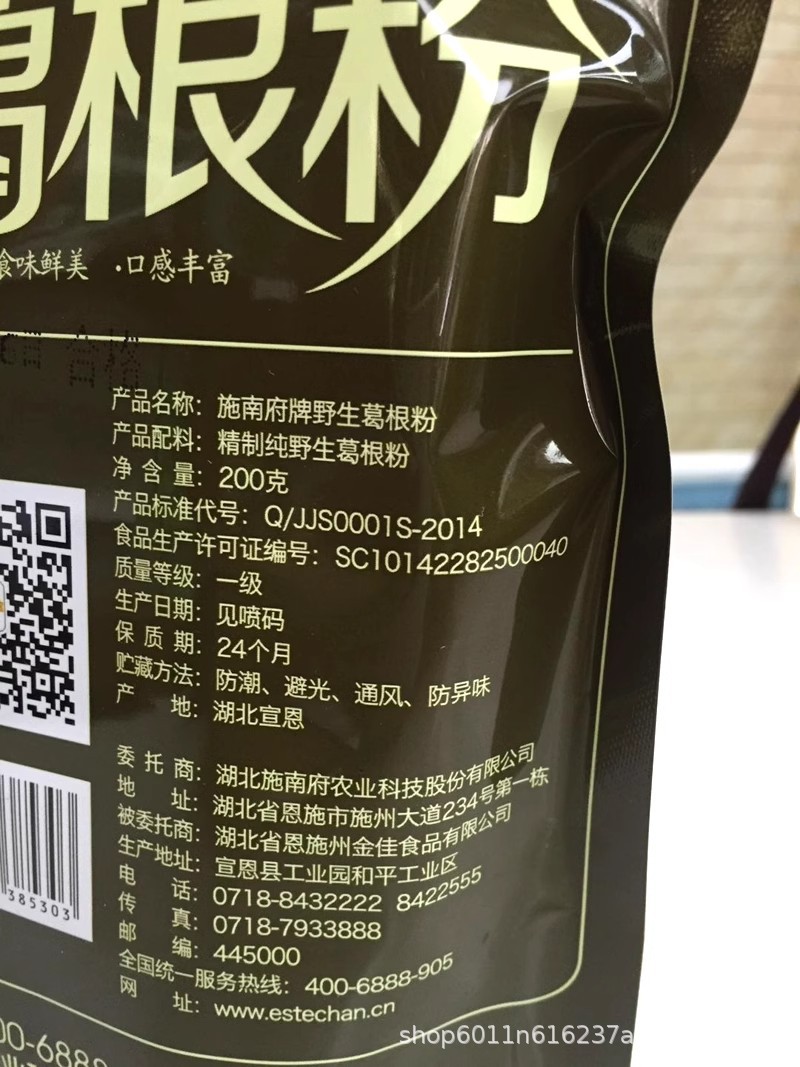 葛根粉
味鲜美 ·口感丰富
合格
产品名称：施南府牌野生葛根粉
产品配料：精制纯野生葛根粉
净含量：200克
产品标准代号：Q/JJS0001S-2014
食品生产许可证编号：SC10142282500040
质量等级：一级
生产日期：见喷码
保质期：24个月
贮藏方法：防潮、避光、通风、防异味
产地：湖北宣恩
委托商：湖北施南府农业科技股份有限公司
地址：湖北省恩施市施州大道234号第一栋
被委托商：湖北省恩施州金佳食品有限公司
生产地址：宣恩县工业园和平工业区
电话：0718-8432222 8422555
传真：0718-7933888
邮编：445000
全国统一服务热线：400-6888-905
网址：www.estechan.cn
385303
00-6888
shop6011n616237a